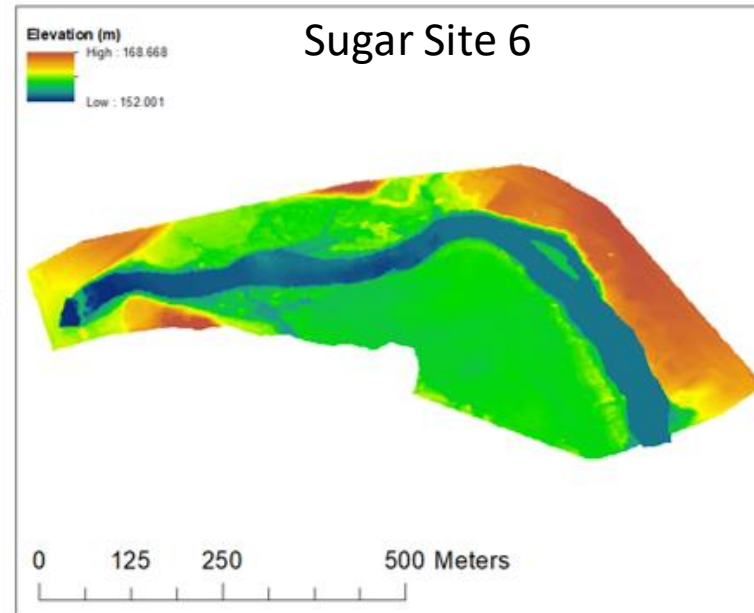 Sugar Site 6
Elevation (m)
High : 168.668
Low : 152.001
0 125 250 500 Meters